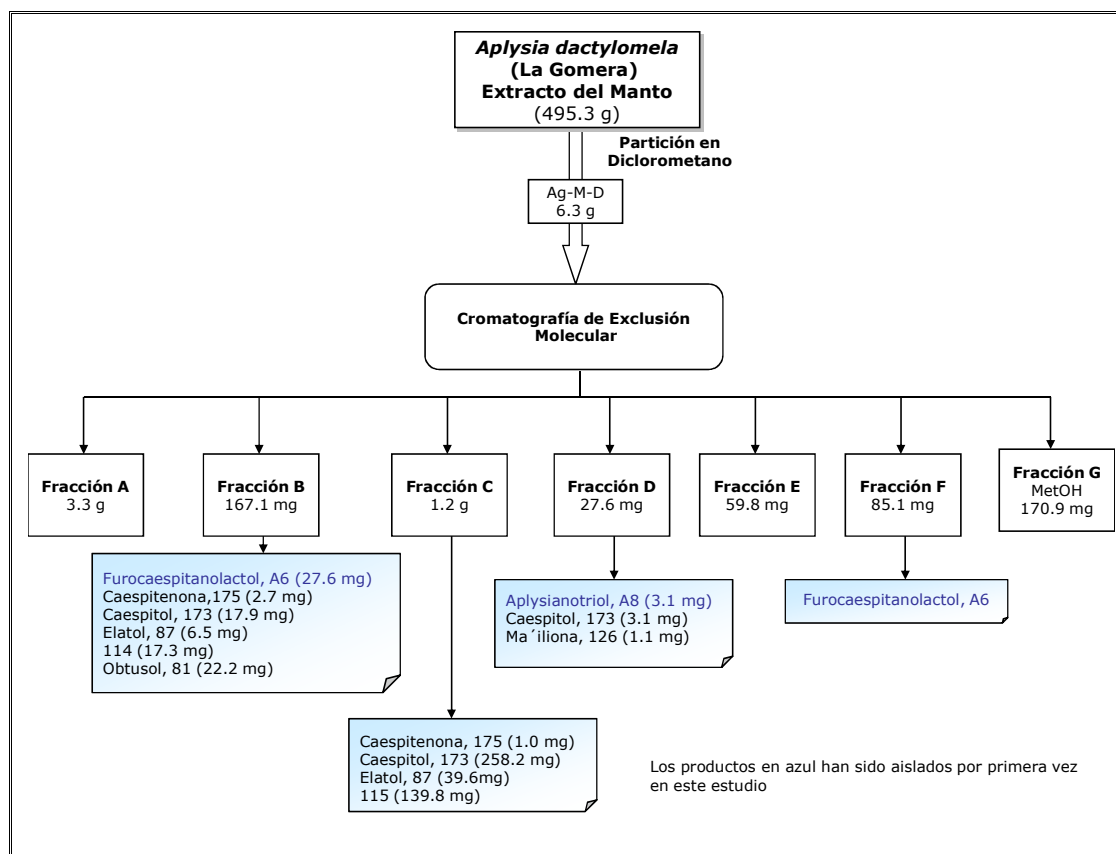 Aplysia dactylomela
(La Gomera)
Extracto del Manto
(495.3 g)
Partición en
Diclorometano
Ag-M-D
6.3 g
Cromatografía de Exclusión
Molecular
Fracción A
3.3 g
Fracción B
167.1 mg
Fracción C
1.2 g
Fracción D
27.6 mg
Fracción E
59.8 mg
Fracción F
85.1 mg
Fracción G
MetOH
170.9 mg
Furocaespitanolactol, A6 (27.6 mg)
Caespitenona,175 (2.7 mg)
Caespitol, 173 (17.9 mg)
Elatol, 87 (6.5 mg)
114 (17.3 mg)
Obtusol, 81 (22.2 mg)
Aplysianotriol, A8 (3.1 mg)
Caespitol, 173 (3.1 mg)
Ma´iliona, 126 (1.1 mg)
Furocaespitanolactol, A6
Caespitenona, 175 (1.0 mg)
Caespitol, 173 (258.2 mg)
Elatol, 87 (39.6mg)
115 (139.8 mg)
Los productos en azul han sido aislados por primera vez
en este estudio